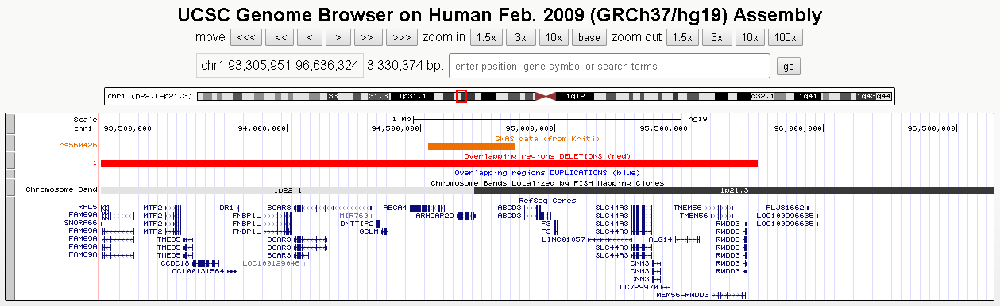 UCSC Genome Browser on Human Feb. 2009 (GRCh37/hg19) Assembly
move <<< << < > >> >>> zoom in 1.5x 3x 10x base zoom out 1.5x 3x 10x 100x
chr1:93,305,951-96,636,324 3,330,374 bp. enter position, gene symbol or search terms go
chr1 (p22.1-p21.3) 33 31.3 1p31.1 1q12 q32.1 1q41 1q43 q44
Scale 1 Mb hg19
chr1: 93,500,000 94,000,000 94,500,000 95,000,000 95,500,000 96,000,000 96,500,000
GWAS data (from Kriti)
rs560426
Overlapping regions DELETIONS (red)
1
Overlapping regions DUPLICATIONS (blue)
Chromosome Bands Localized by FISH Mapping Clones
Chromosome Band 1p22.1 1p21.3
RefSeq Genes
RPL5 MTF2 DR1 BCAR3 ABCA4 ABCD3 SLC44A3 TMEM56 FLJ31662
FAM69A MTF2 FNBP1L MIR760 ARHGAP29 ABCD3 SLC44A3 TMEM56 LOC100996635
SNORA66 MTF2 FNBP1L DNTTIP2 F3 SLC44A3 RWDD3 LOC100996635
FAM69A MTF2 FNBP1L GCLM F3 SLC44A3 RWDD3
FAM69A TMED5 BCAR3 LINC01057 SLC44A3 ALG14 RWDD3
FAM69A TMED5 BCAR3 SLC44A3 RWDD3
FAM69A TMED5 BCAR3 SLC44A3 RWDD3
CCDC18 LOC100129046 CNN3 RWDD3
LOC100131564 CNN3 RWDD3
CNN3
LOC729970
TMEM56-RWDD3